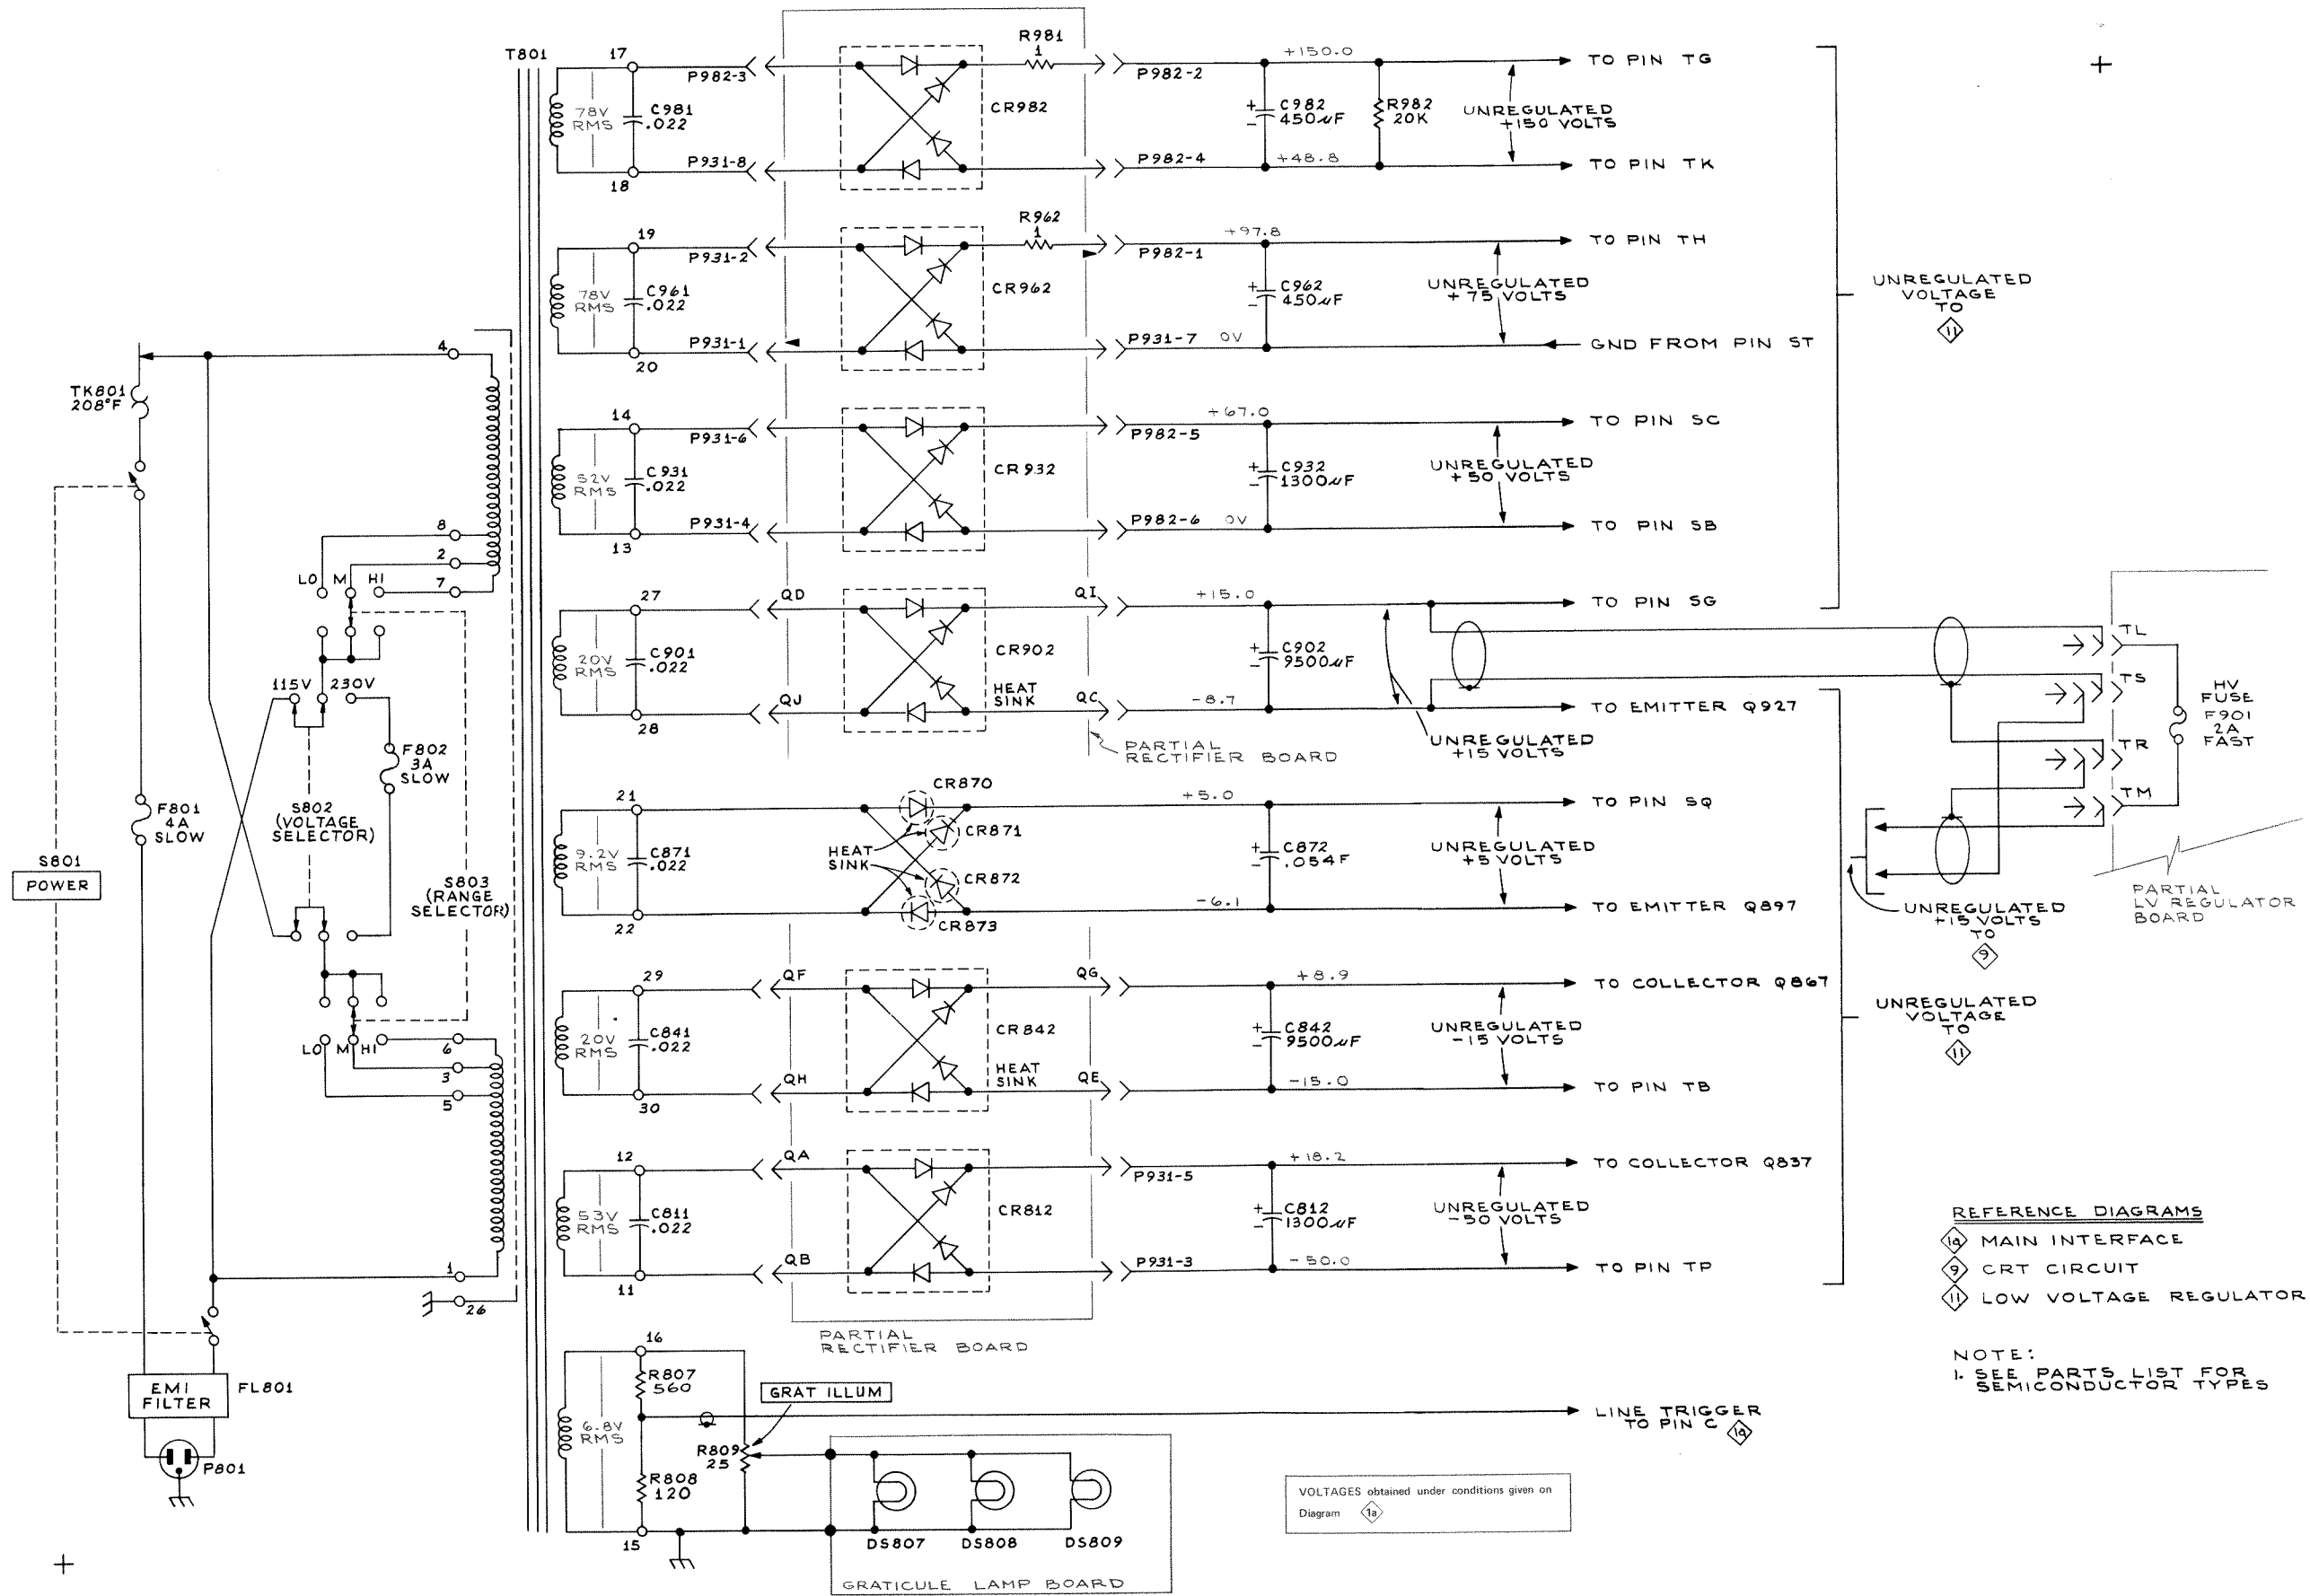 T801
17
78V
RMS
C981
.022
18
P982-3
P931-8
CR982
R981
1
P982-2
P982-4
+150.0
+48.8
C982
450µF
R982
20K
UNREGULATED
+150 VOLTS
TO PIN TG
TO PIN TK
19
78V
RMS
C961
.022
20
P931-2
P931-1
CR962
R962
1
P982-1
P931-7
+97.8
0V
C962
450µF
UNREGULATED
+75 VOLTS
TO PIN TH
GND FROM PIN ST
UNREGULATED
VOLTAGE
TO
11
14
52V
RMS
C931
.022
13
P931-6
P931-4
CR932
P982-5
P982-6
+67.0
0V
C932
1300µF
UNREGULATED
+50 VOLTS
TO PIN SC
TO PIN SB
27
20V
RMS
C901
.022
28
QD
QJ
CR902
HEAT
SINK
QI
QC
+15.0
-8.7
C902
9500µF
UNREGULATED
+15 VOLTS
TO PIN SG
TO EMITTER Q927
PARTIAL
RECTIFIER BOARD
TL
TS
TR
TM
HV
FUSE
F901
2A
FAST
PARTIAL
LV REGULATOR
BOARD
UNREGULATED
+15 VOLTS
TO
9
21
9.2V
RMS
C871
.022
22
CR870
CR871
HEAT
SINK
CR872
CR873
+5.0
-6.1
C872
.054F
UNREGULATED
+5 VOLTS
TO PIN SQ
TO EMITTER Q897
29
20V
RMS
C841
.022
30
QF
QH
CR842
HEAT
SINK
QG
QE
+8.9
-15.0
C842
9500µF
UNREGULATED
-15 VOLTS
TO COLLECTOR Q867
TO PIN TB
UNREGULATED
VOLTAGE
TO
11
12
53V
RMS
C811
.022
11
QA
QB
CR812
P931-5
P931-3
+18.2
-50.0
C812
1300µF
UNREGULATED
-50 VOLTS
TO COLLECTOR Q837
TO PIN TP
PARTIAL
RECTIFIER BOARD
16
6.8V
RMS
R807
560
R808
120
15
GRAT ILLUM
R809
25
LINE TRIGGER
TO PIN C 1a
DS807
DS808
DS809
GRATICULE LAMP BOARD
TK801
208°F
4
8
2
7
LO
M
HI
115V
230V
F802
3A
SLOW
F801
4A
SLOW
S802
(VOLTAGE
SELECTOR)
S803
(RANGE
SELECTOR)
S801
POWER
LO
M
HI
6
3
5
1
26
EMI
FILTER
FL801
P801
VOLTAGES obtained under conditions given on
Diagram 1a
REFERENCE DIAGRAMS
1a MAIN INTERFACE
9 CRT CIRCUIT
11 LOW VOLTAGE REGULATOR
NOTE:
1. SEE PARTS LIST FOR
SEMICONDUCTOR TYPES